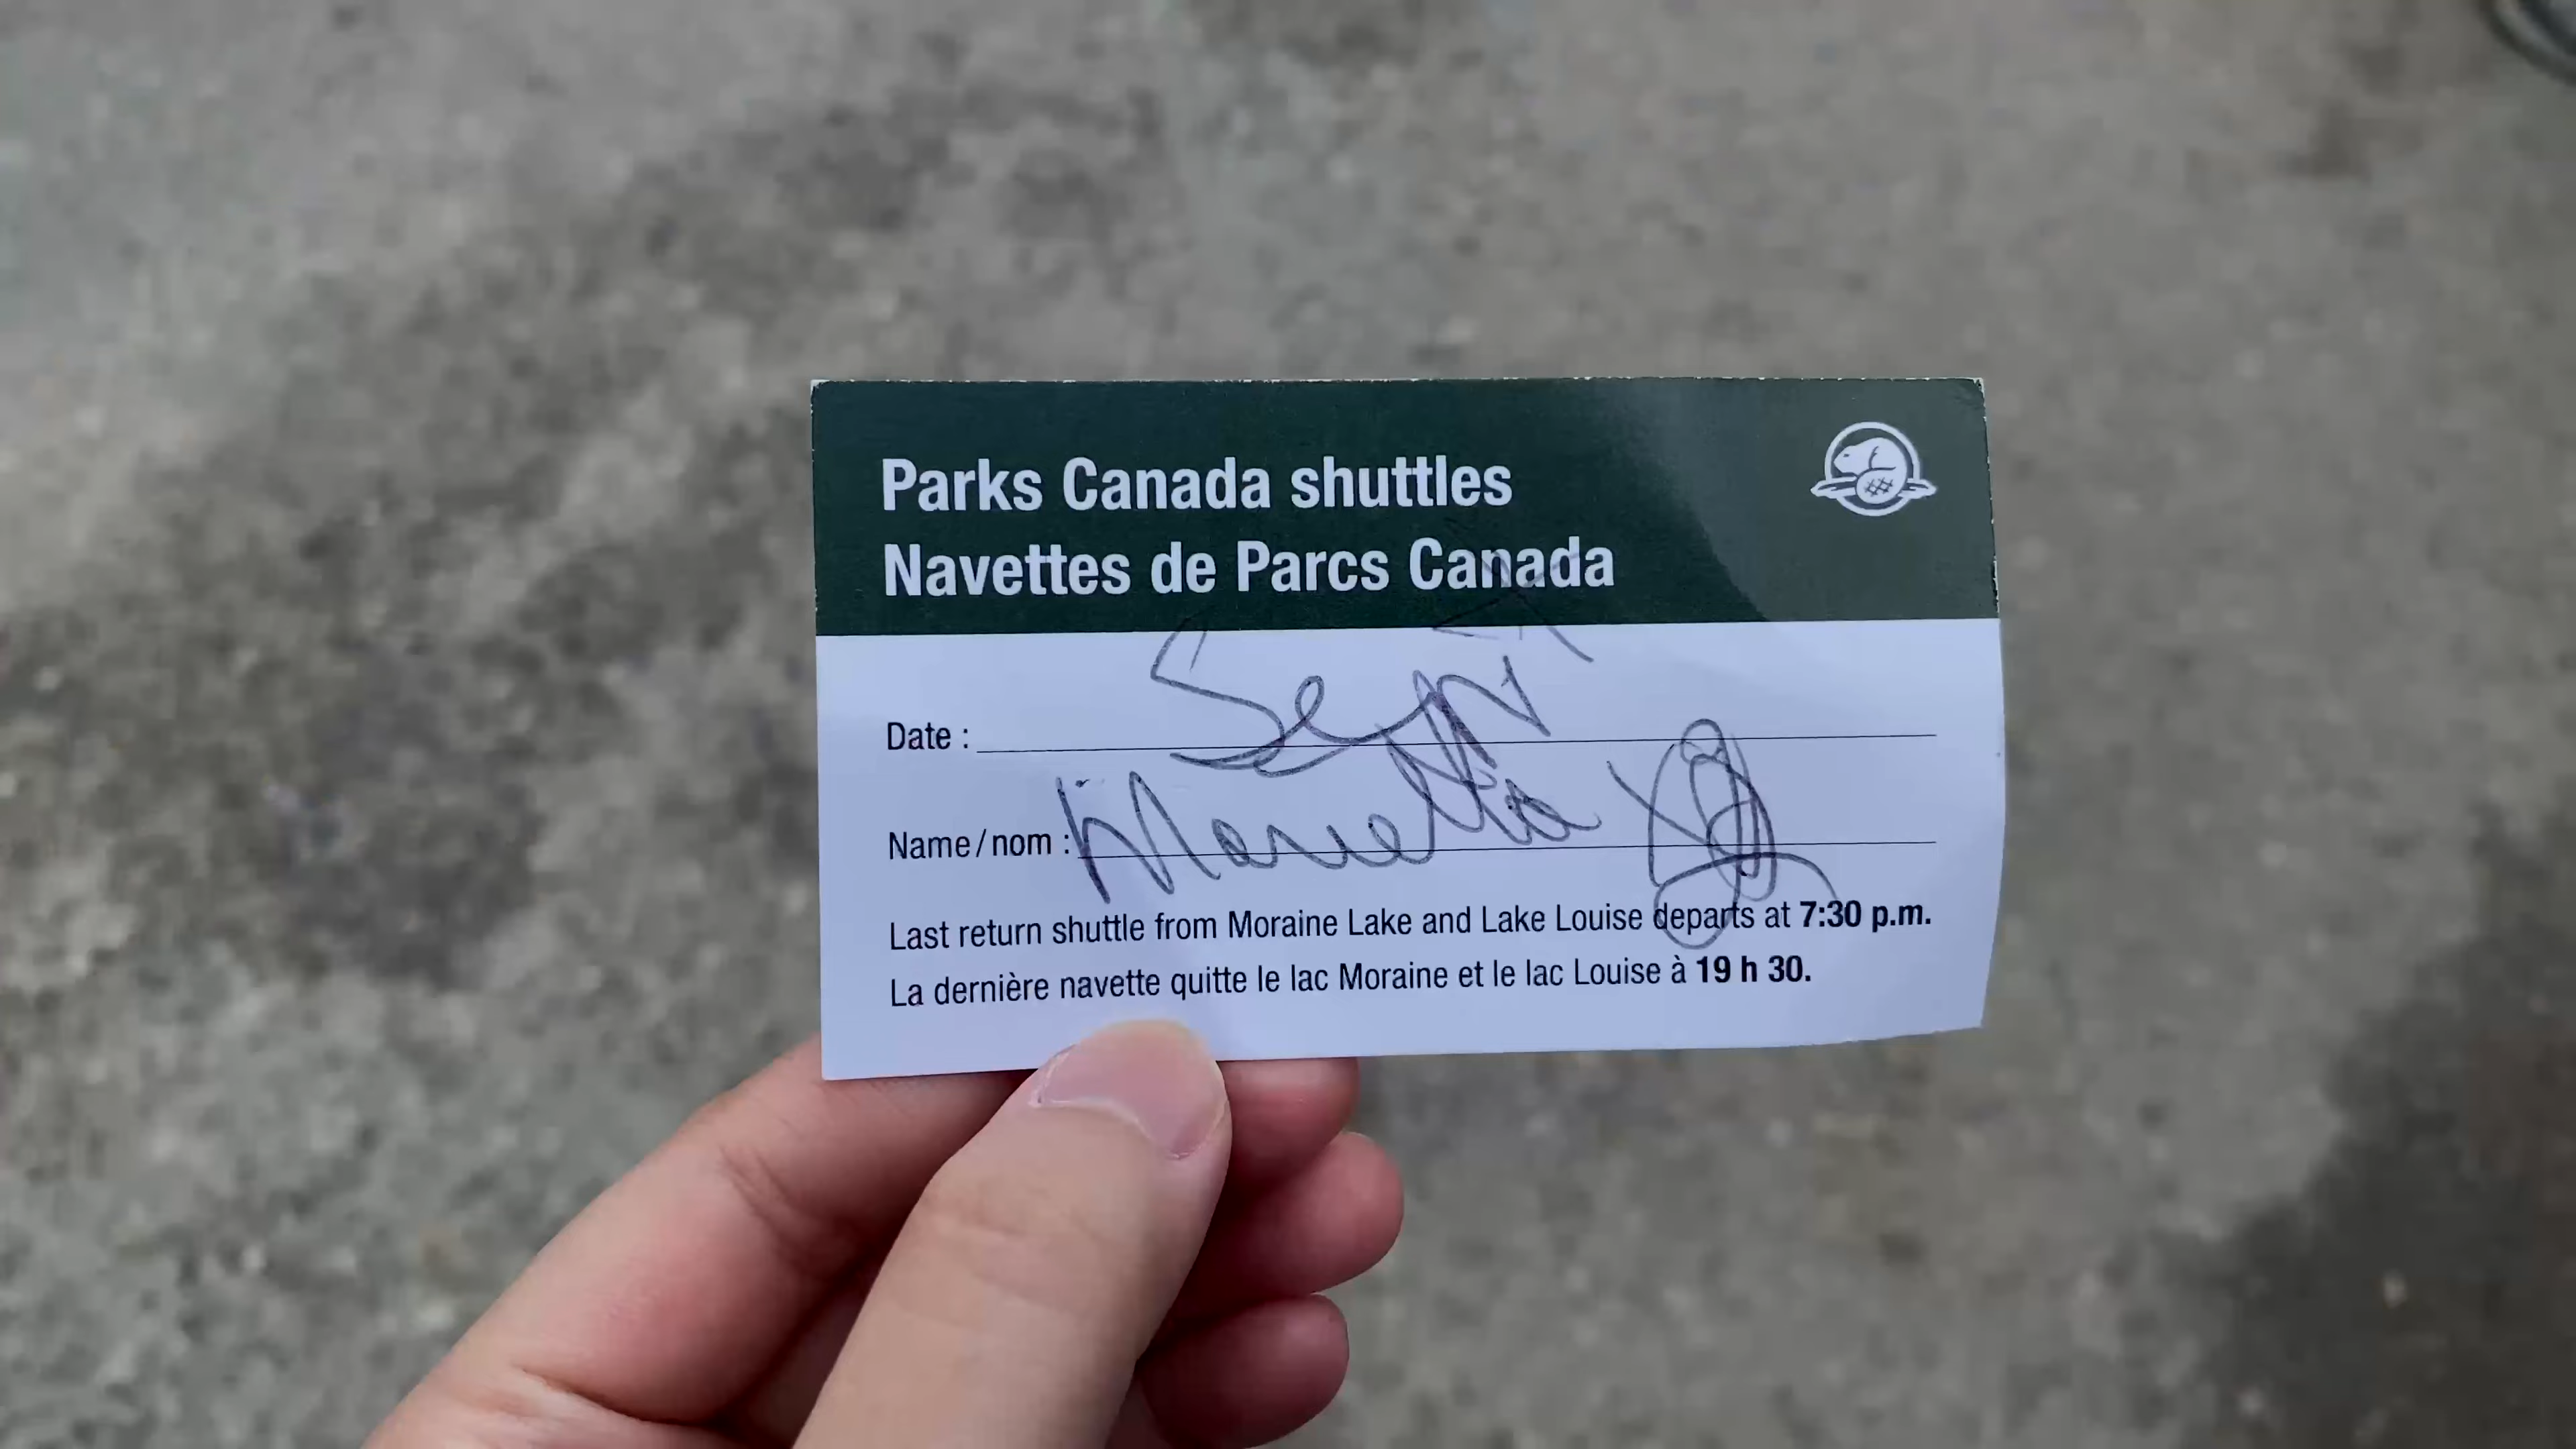 Parks Canada shuttles
Navettes de Parcs Canada
Date :
Name/nom : Marietta
Last return shuttle from Moraine Lake and Lake Louise departs at 7:30 p.m.
La dernière navette quitte le lac Moraine et le lac Louise à 19 h 30.